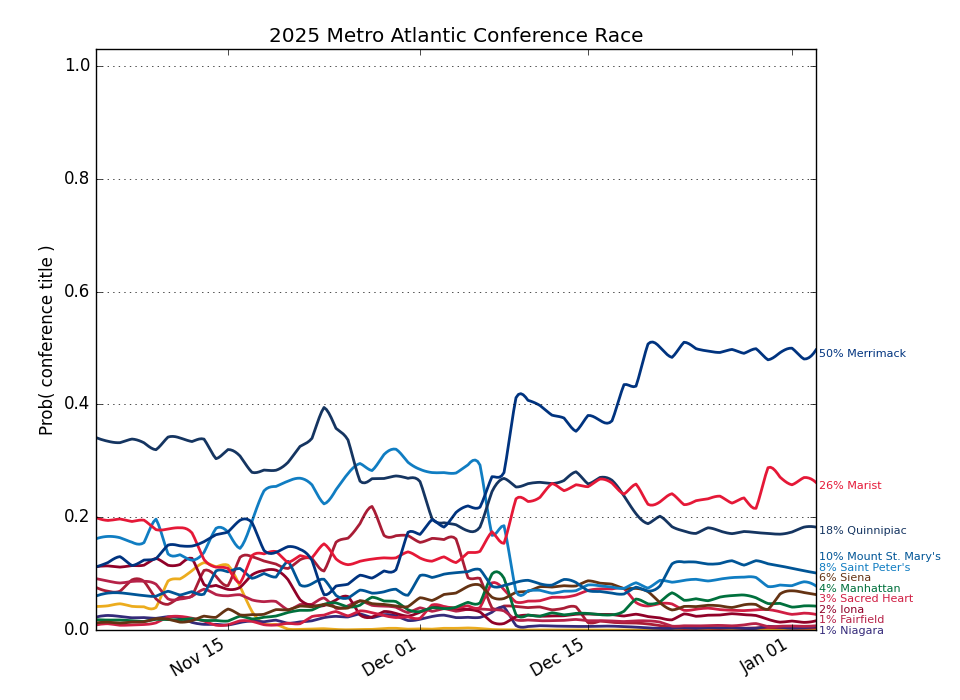 2025 Metro Atlantic Conference Race
Prob( conference title )
1.0
0.8
0.6
0.4
0.2
0.0
Nov 15
Dec 01
Dec 15
Jan 01
50% Merrimack
26% Marist
18% Quinnipiac
10% Mount St. Mary's
8% Saint Peter's
6% Siena
4% Manhattan
3% Sacred Heart
2% Iona
1% Fairfield
1% Niagara